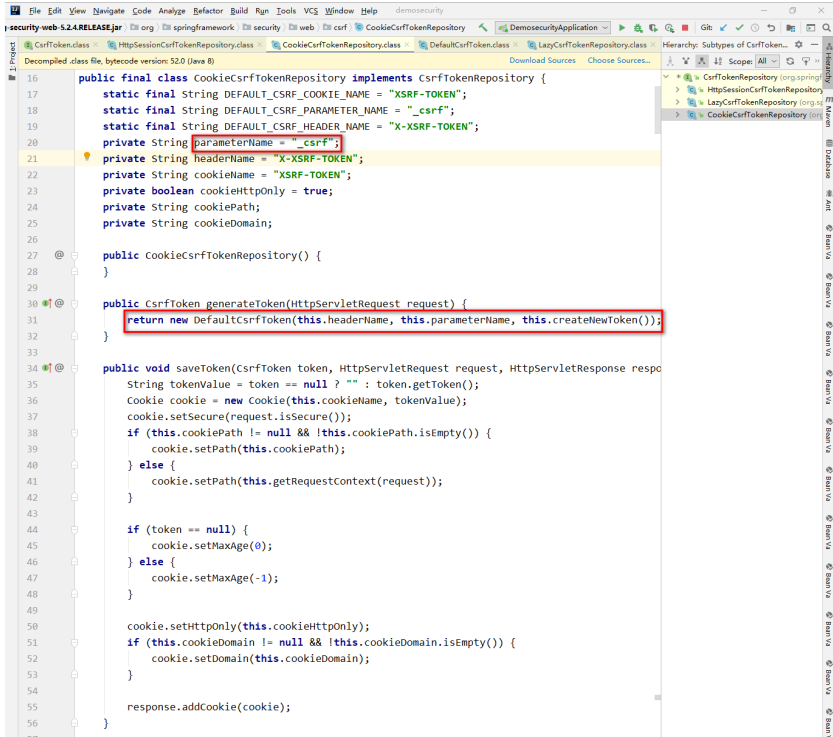 File Edit View Navigate Code Analyze Refactor Build Run Tools VCS Window Help demosecurity
-security-web-5.2.4.RELEASE.jar org springframework security web csrf CookieCsrfTokenRepository DemosecurityApplication Git:
CsrfToken.class HttpSessionCsrfTokenRepository.class CookieCsrfTokenRepository.class DefaultCsrfToken.class LazyCsrfTokenRepository.class Hierarchy: Subtypes of CsrfToken...
Decompiled .class file, bytecode version: 52.0 (Java 8) Download Sources Choose Sources... Scope: All
16 public final class CookieCsrfTokenRepository implements CsrfTokenRepository {
17 static final String DEFAULT_CSRF_COOKIE_NAME = "XSRF-TOKEN";
18 static final String DEFAULT_CSRF_PARAMETER_NAME = "_csrf";
19 static final String DEFAULT_CSRF_HEADER_NAME = "X-XSRF-TOKEN";
20 private String parameterName = "_csrf";
21 private String headerName = "X-XSRF-TOKEN";
22 private String cookieName = "XSRF-TOKEN";
23 private boolean cookieHttpOnly = true;
24 private String cookiePath;
25 private String cookieDomain;
26
27 @ public CookieCsrfTokenRepository() {
28 }
29
30 @ public CsrfToken generateToken(HttpServletRequest request) {
31 return new DefaultCsrfToken(this.headerName, this.parameterName, this.createNewToken());
32 }
33
34 @ public void saveToken(CsrfToken token, HttpServletRequest request, HttpServletResponse respo
35 String tokenValue = token == null ? "" : token.getToken();
36 Cookie cookie = new Cookie(this.cookieName, tokenValue);
37 cookie.setSecure(request.isSecure());
38 if (this.cookiePath != null && !this.cookiePath.isEmpty()) {
39 cookie.setPath(this.cookiePath);
40 } else {
41 cookie.setPath(this.getRequestContext(request));
42 }
43
44 if (token == null) {
45 cookie.setMaxAge(0);
46 } else {
47 cookie.setMaxAge(-1);
48 }
49
50 cookie.setHttpOnly(this.cookieHttpOnly);
51 if (this.cookieDomain != null && !this.cookieDomain.isEmpty()) {
52 cookie.setDomain(this.cookieDomain);
53 }
54
55 response.addCookie(cookie);
56 }
CsrfTokenRepository (org.springf
HttpSessionCsrfTokenRepository
LazyCsrfTokenRepository (org.sp
CookieCsrfTokenRepository (org
1: Project
Hierarchy
Maven
Database
Ant
Bean Va
Bean Va
Bean Va
Bean Va
Bean Va
Bean Va
Bean Va
Bean Va
Bean Va
Bean Va
Bean Va